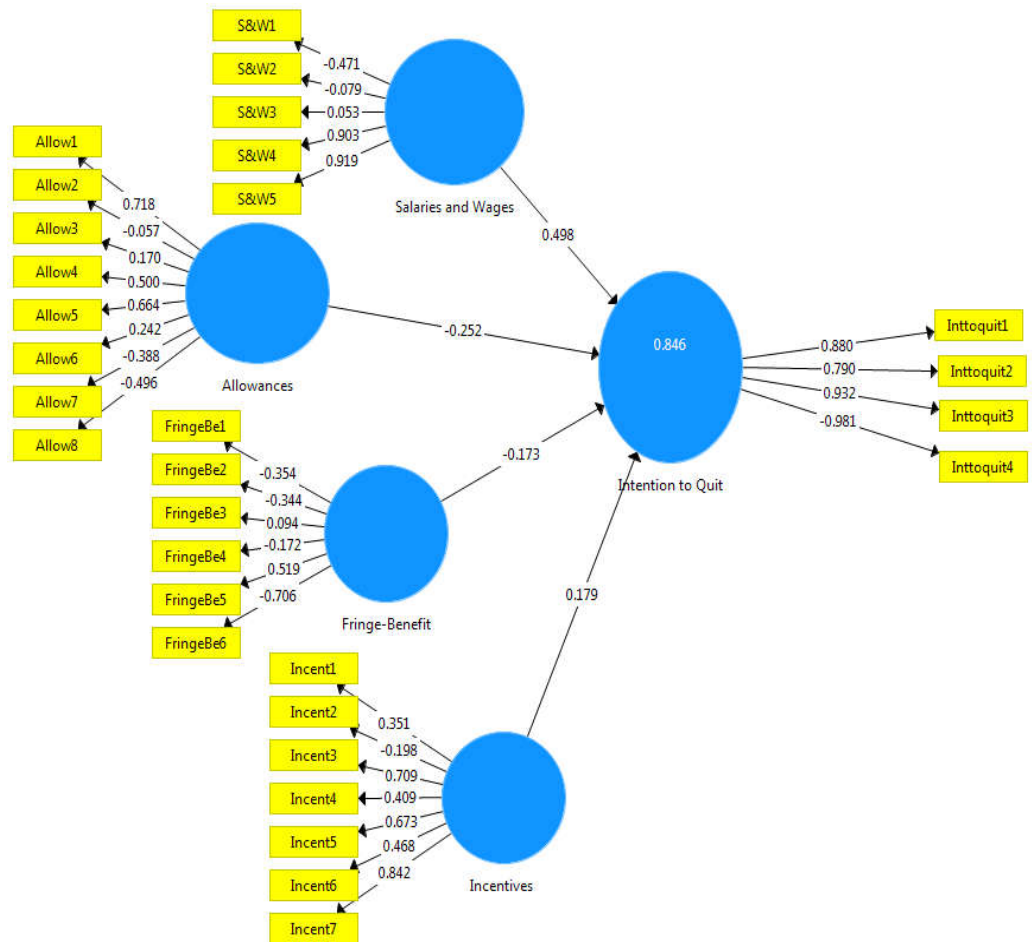 S&W1
S&W2
S&W3
S&W4
S&W5
-0.471
-0.079
0.053
0.903
0.919
Salaries and Wages
0.498
Allow1
Allow2
Allow3
Allow4
Allow5
Allow6
Allow7
Allow8
0.718
-0.057
0.170
0.500
0.664
0.242
-0.388
-0.496
Allowances
-0.252
0.846
Intention to Quit
0.880
0.790
0.932
-0.981
Inttoquit1
Inttoquit2
Inttoquit3
Inttoquit4
FringeBe1
FringeBe2
FringeBe3
FringeBe4
FringeBe5
FringeBe6
-0.354
-0.344
0.094
-0.172
0.519
-0.706
Fringe-Benefit
-0.173
0.179
Incent1
Incent2
Incent3
Incent4
Incent5
Incent6
Incent7
0.351
-0.198
0.709
0.409
0.673
0.468
0.842
Incentives